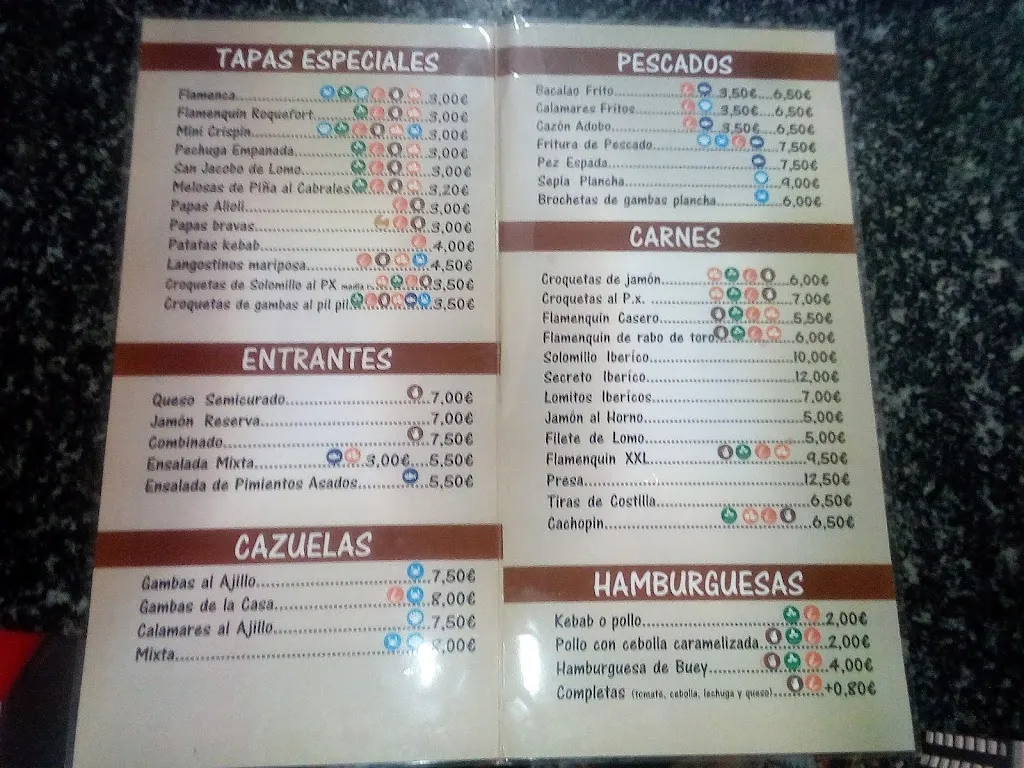 TAPAS ESPECIALES
Flamenca 3,00€
Flamenquin Roquefort 3,00€
Mini Crispin 3,00€
Pechuga Empanada 3,00€
San Jacobo de Lomo 3,00€
Melosas de Piña al Cabrales 3,20€
Papas Alioli 3,00€
Papas bravas 3,00€
Patatas kebab 4,00€
Langostinos mariposa 4,50€
Croquetas de Solomillo al PX 3,50€
Croquetas de gambas al pil pil 3,50€
ENTRANTES
Queso Semicurado 7,00€
Jamón Reserva 7,00€
Combinado 7,50€
Ensalada Mixta 3,00€ 5,50€
Ensalada de Pimientos Asados 5,50€
CAZUELAS
Gambas al Ajillo 7,50€
Gambas de la Casa 8,00€
Calamares al Ajillo 7,50€
Mixta ,00€
PESCADOS
Bacalao Frito 3,50€ 6,50€
Calamares Fritos 3,50€ 6,50€
Cazón Adobo 3,50€ 6,50€
Fritura de Pescado 7,50€
Pez Espada 7,50€
Sepia Plancha 9,00€
Brochetas de gambas plancha 6,00€
CARNES
Croquetas de jamón 6,00€
Croquetas al P.x. 7,00€
Flamenquin Casero 5,50€
Flamenquin de rabo de toro 6,00€
Solomillo Iberico 10,00€
Secreto Iberico 12,00€
Lomitos Ibericos 7,00€
Jamón al Horno 5,00€
Filete de Lomo 5,00€
Flamenquin XXL 9,50€
Presa 12,50€
Tiras de Costilla 6,50€
Cachopin 6,50€
HAMBURGUESAS
Kebab o pollo 2,00€
Pollo con cebolla caramelizada 2,00€
Hamburguesa de Buey 4,00€
Completas (tomate, cebolla, lechuga y queso) +0,80€